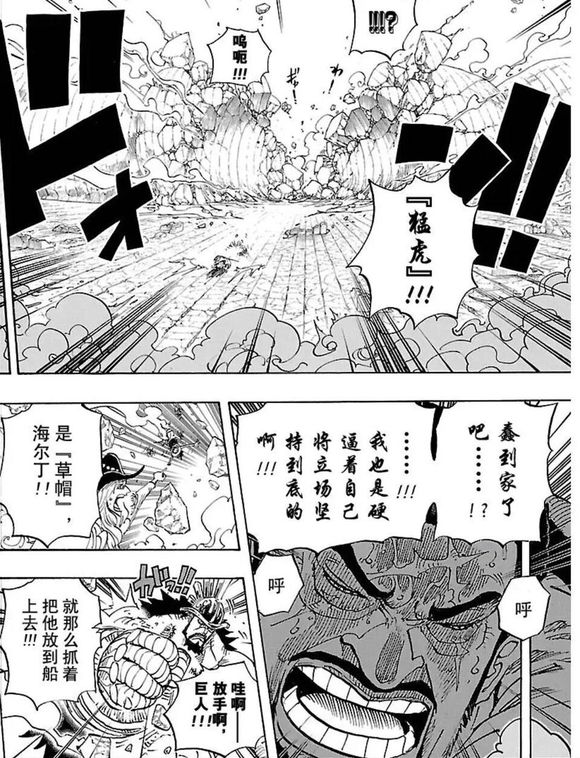 !!!?
呜呃
!!!
ドン!!
『猛虎』
!!!
蠢到家了
吧……!?
……
……!!!
我也是硬
逼着自己
将立场坚
持到底的
啊!!!
呼
呼
是『草帽』,
海尔丁!!
就那么抓着
把他放到船
上去!!!
哇啊——
放手啊,
巨人!!!